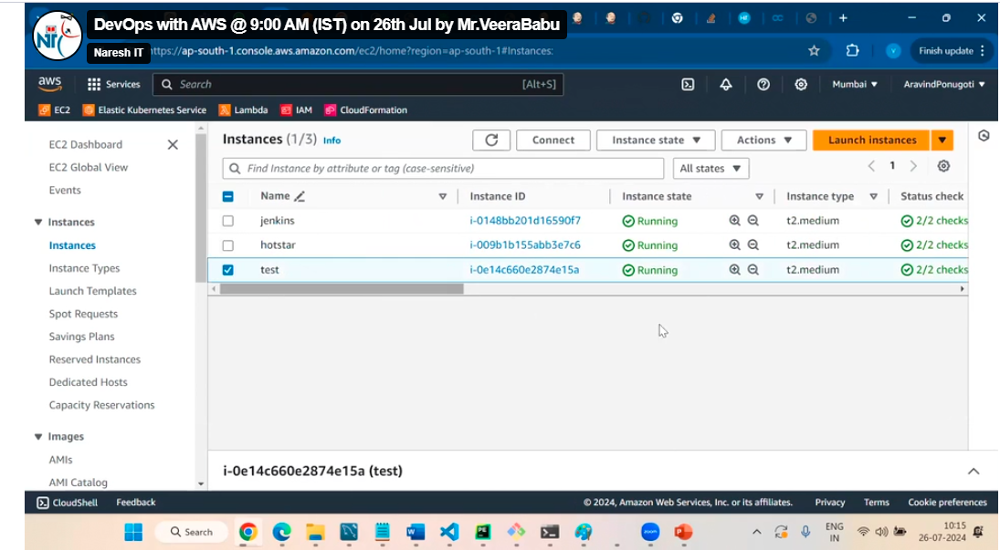 DevOps with AWS @ 9:00 AM (IST) on 26th Jul by Mr.VeeraBabu
NiT
Naresh IT
https://ap-south-1.console.aws.amazon.com/ec2/home?region=ap-south-1#Instances:
Finish update
aws
Services
Search
[Alt+S]
Mumbai
AravindPonugoti
EC2
Elastic Kubernetes Service
Lambda
IAM
CloudFormation
EC2 Dashboard
EC2 Global View
Events
Instances
Instances
Instance Types
Launch Templates
Spot Requests
Savings Plans
Reserved Instances
Dedicated Hosts
Capacity Reservations
Images
AMIs
AMI Catalog
Instances (1/3) Info
Connect
Instance state
Actions
Launch instances
Find Instance by attribute or tag (case-sensitive)
All states
1
Name Instance ID Instance state Instance type Status check
jenkins i-0148bb201d16590f7 Running t2.medium 2/2 checks
hotstar i-009b1b155abb3e7c6 Running t2.medium 2/2 checks
test i-0e14c660e2874e15a Running t2.medium 2/2 checks
i-0e14c660e2874e15a (test)
CloudShell
Feedback
© 2024, Amazon Web Services, Inc. or its affiliates.
Privacy
Terms
Cookie preferences
Search
zoom
ENG
IN
10:15
26-07-2024